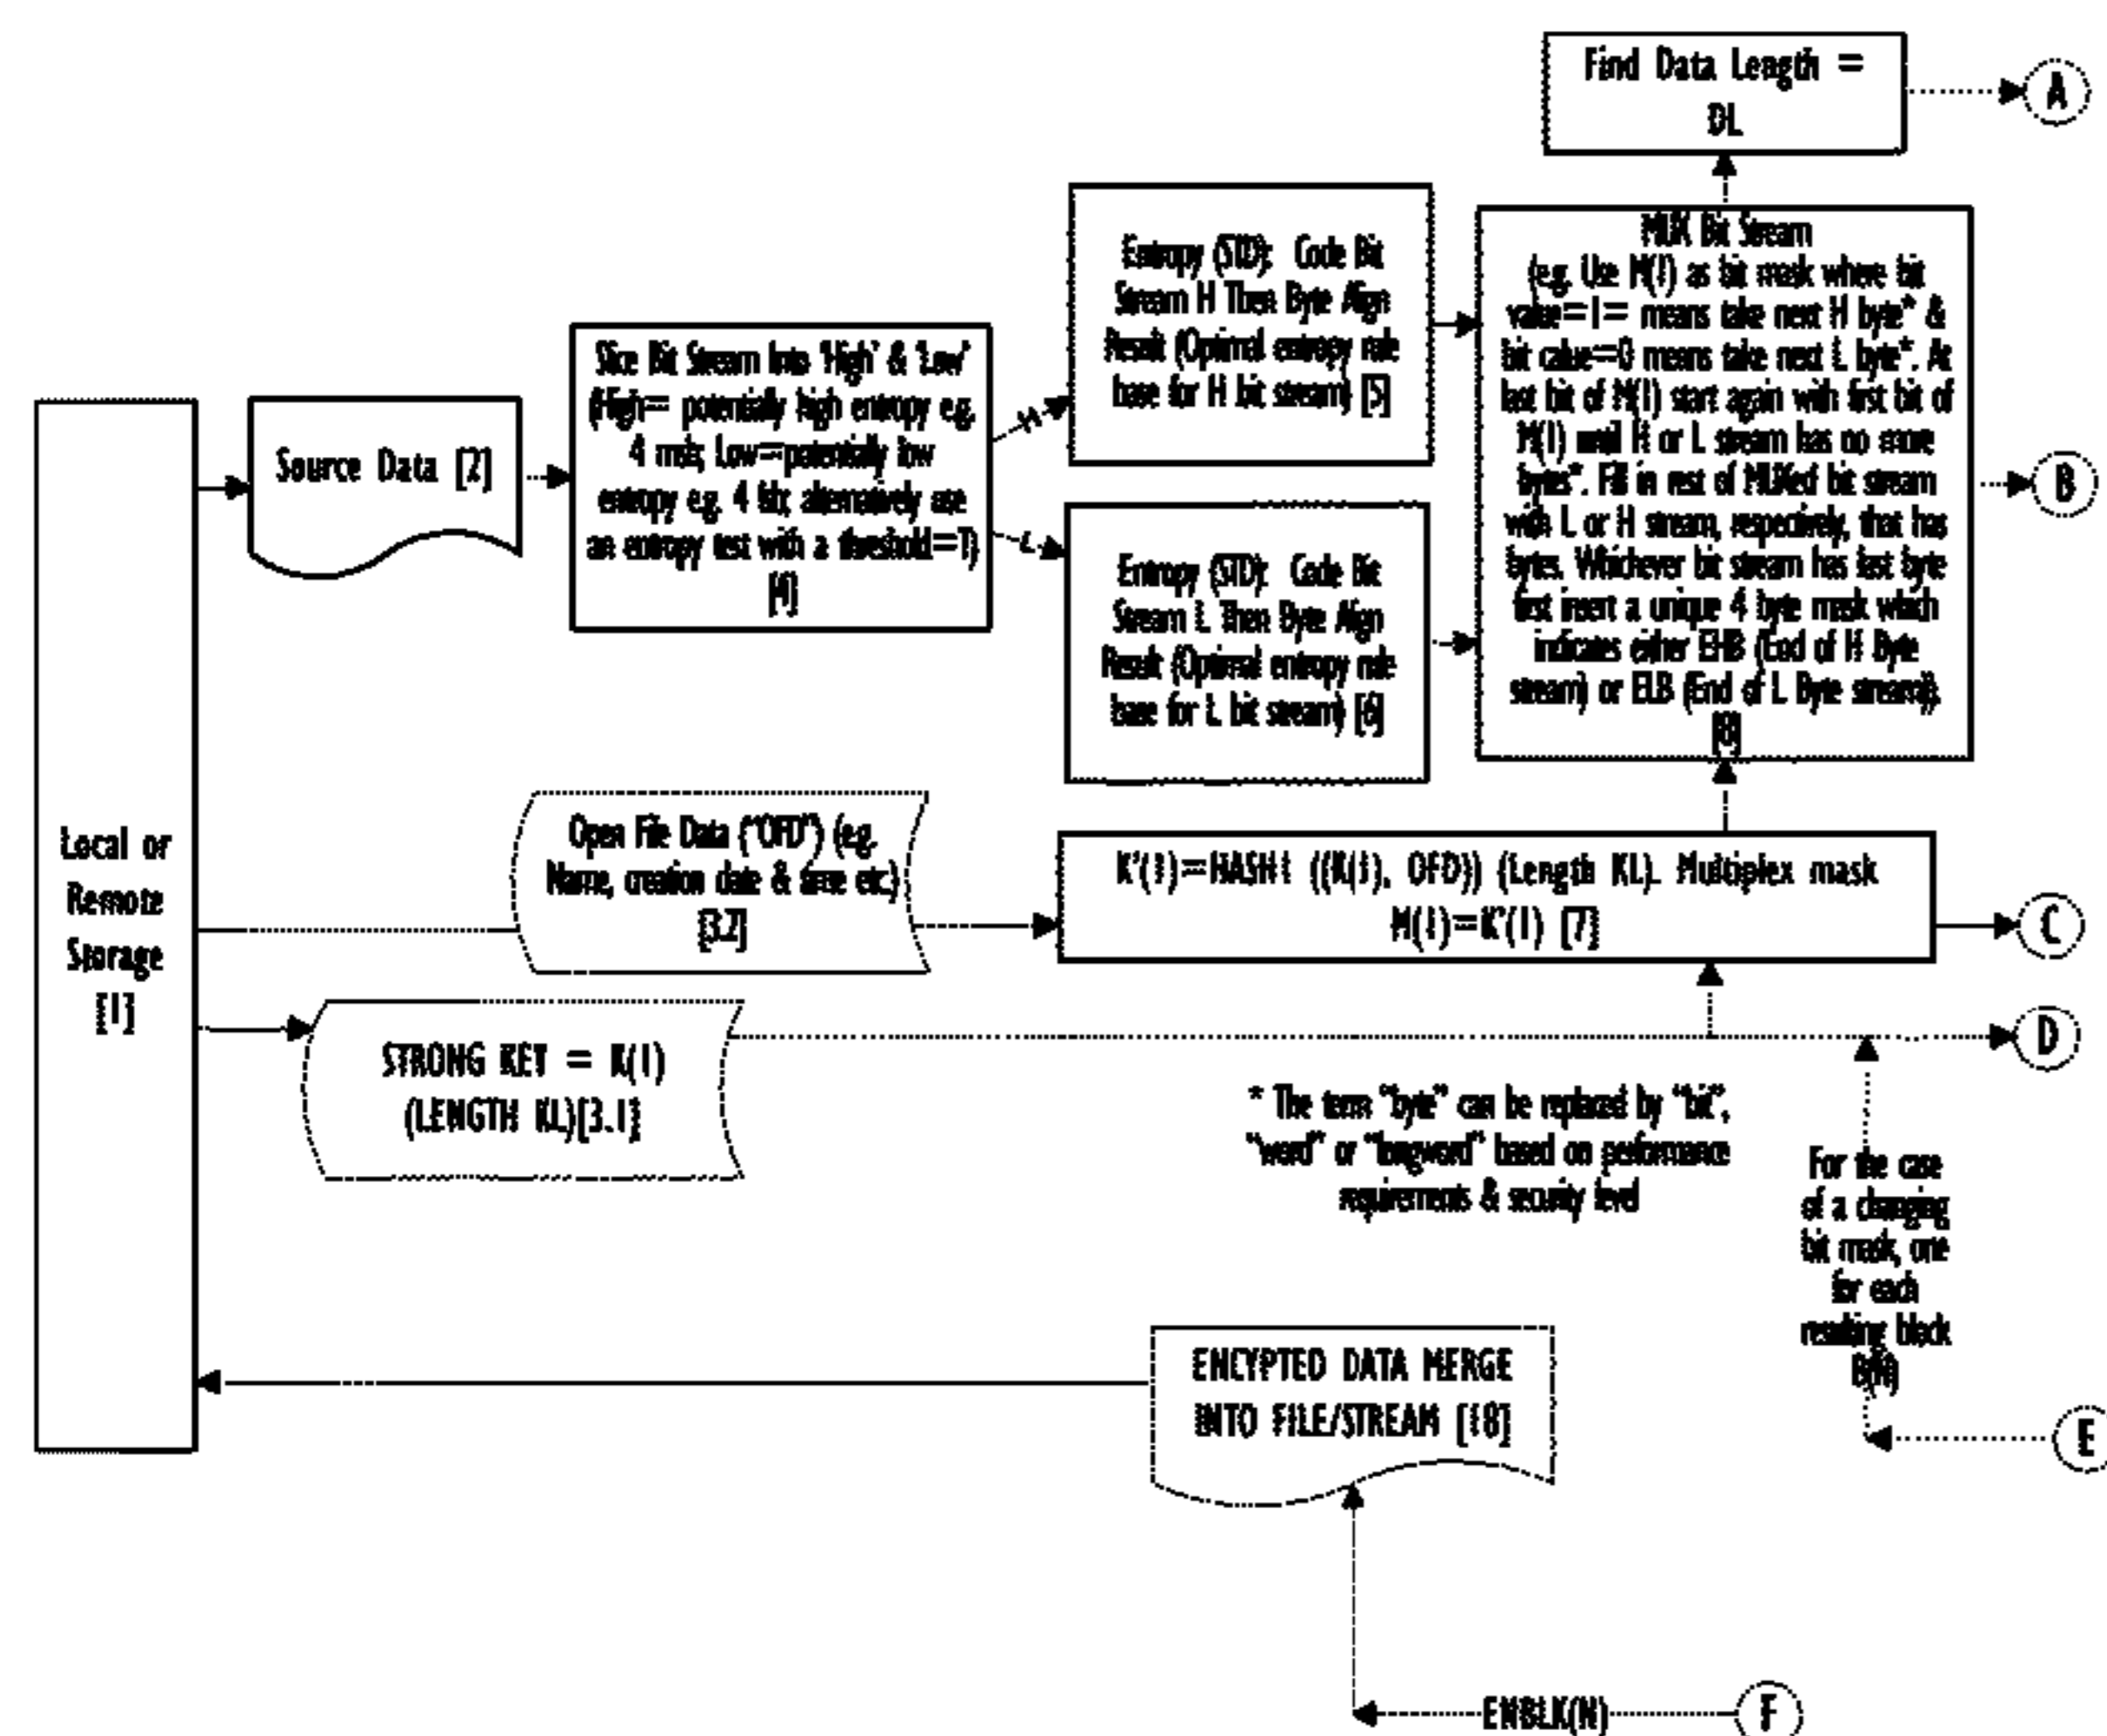 Find Data Length =
DL
A
MUX Bit Stream
(e.g. Use M(1) as bit mask where bit
value=1= means take next H byte* &
bit calue=0 means take next L byte*. At
last bit of M(1) start again with first bit of
M(1) until H or L stream has no more
bytes*. Fill in rest of MUXed bit stream
with L or H stream, respectively, that has
bytes. Whichever bit stream has last byte
first insert a unique 4 byte mask which
indicates either EHB (End of H Byte
stream) or ELB (End of L Byte stream)).
[8]
B
Entropy (STD): Code Bit
Stream H Then Byte Align
Result (Optimal entropy rule
base for H bit stream) [5]
Slice Bit Stream Into 'High' & 'Low'
(High= potentially high entropy e.g.
4 msb; Low=potentially low
entropy e.g. 4 lsb; alternatively use
an entropy test with a threshold=T)
[4]
H
L
Source Data [2]
Entropy (STD): Code Bit
Stream L Then Byte Align
Result (Optimal entropy rule
base for L bit stream) [6]
Local or
Remote
Storage
[1]
Open File Data ("OFD") (e.g.
Name, creation date & time etc.)
[3.2]
K'(1)=HASH1 ((K(1), OFD)) (Length KL). Multiplex mask
M(1)=K'(1) [7]
C
STRONG KEY = K(1)
(LENGTH KL)[3.1]
D
* The term "byte" can be replaced by "bit",
"word" or "longword" based on performance
requirements & security level
For the case
of a changing
bit mask, one
for each
resulting block
B(N)
E
ENCYPTED DATA MERGE
INTO FILE/STREAM [18]
ENBLK(N)
F